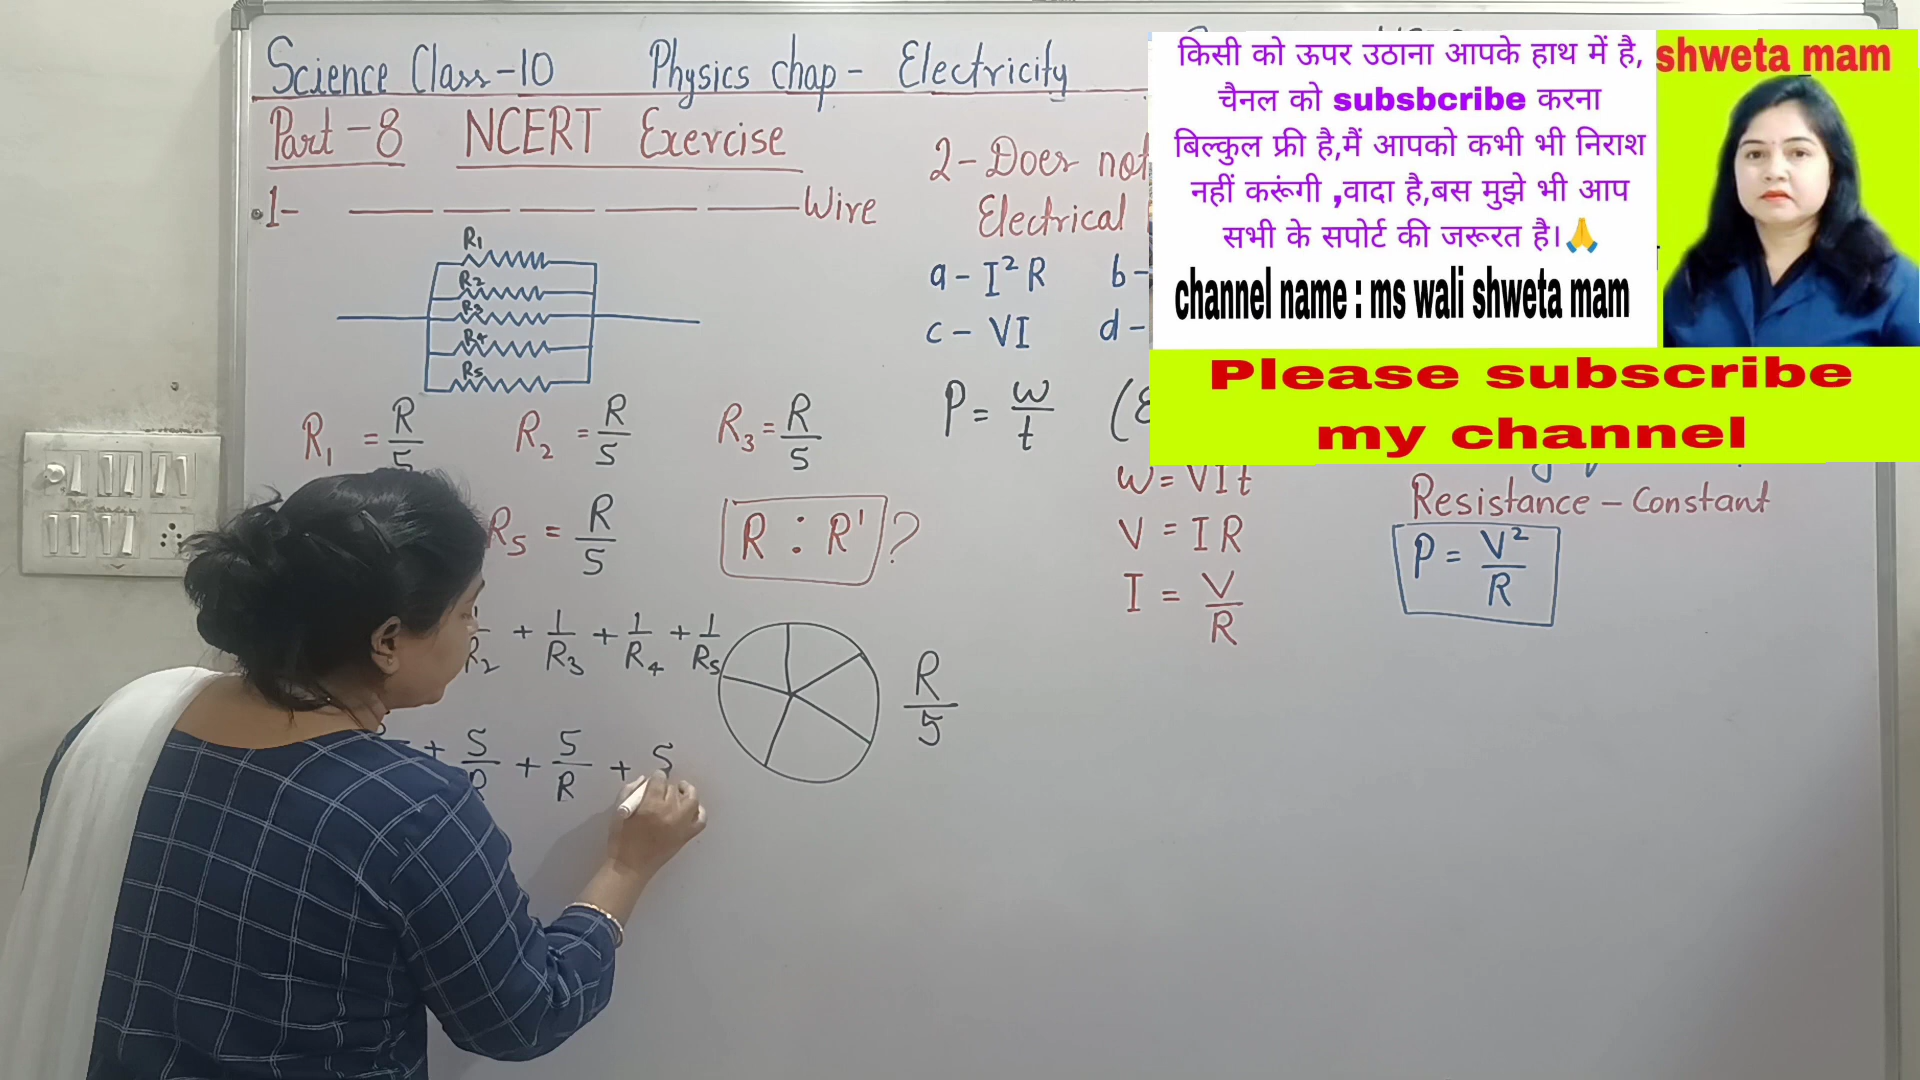 Science Class-10 Physics chap- Electricity
Part-8 NCERT Exercise
1- Wire
R1
R2
R3
R4
R5
R1 = R/5 R2 = R/5 R3 = R/5
R5 = R/5
R : R' ?
+ 1/R3 + 1/R4 + 1/R5
+ 5/R + 5/R + 5
R/5
2- Does not
Electrical
a- I² R b-
c- VI d-
P = w/t (
w = VIt
V = IR
I = V/R
Resistance - Constant
P = V²/R
किसी को ऊपर उठाना आपके हाथ में है,
चैनल को subsbcribe करना
बिल्कुल फ्री है,मैं आपको कभी भी निराश
नहीं करूंगी ,वादा है,बस मुझे भी आप
सभी के सपोर्ट की जरूरत है।🙏
channel name : ms wali shweta mam
shweta mam
Please subscribe
my channel